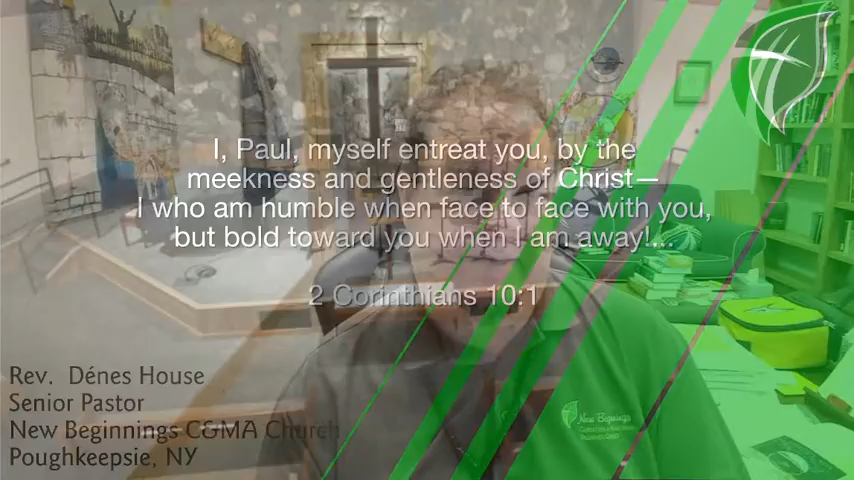 I, Paul, myself entreat you, by the
meekness and gentleness of Christ—
I who am humble when face to face with you,
but bold toward you when I am away!...
2 Corinthians 10:1
Rev. Dénes House
Senior Pastor
New Beginnings C&MA Church
Poughkeepsie, NY
New Beginnings